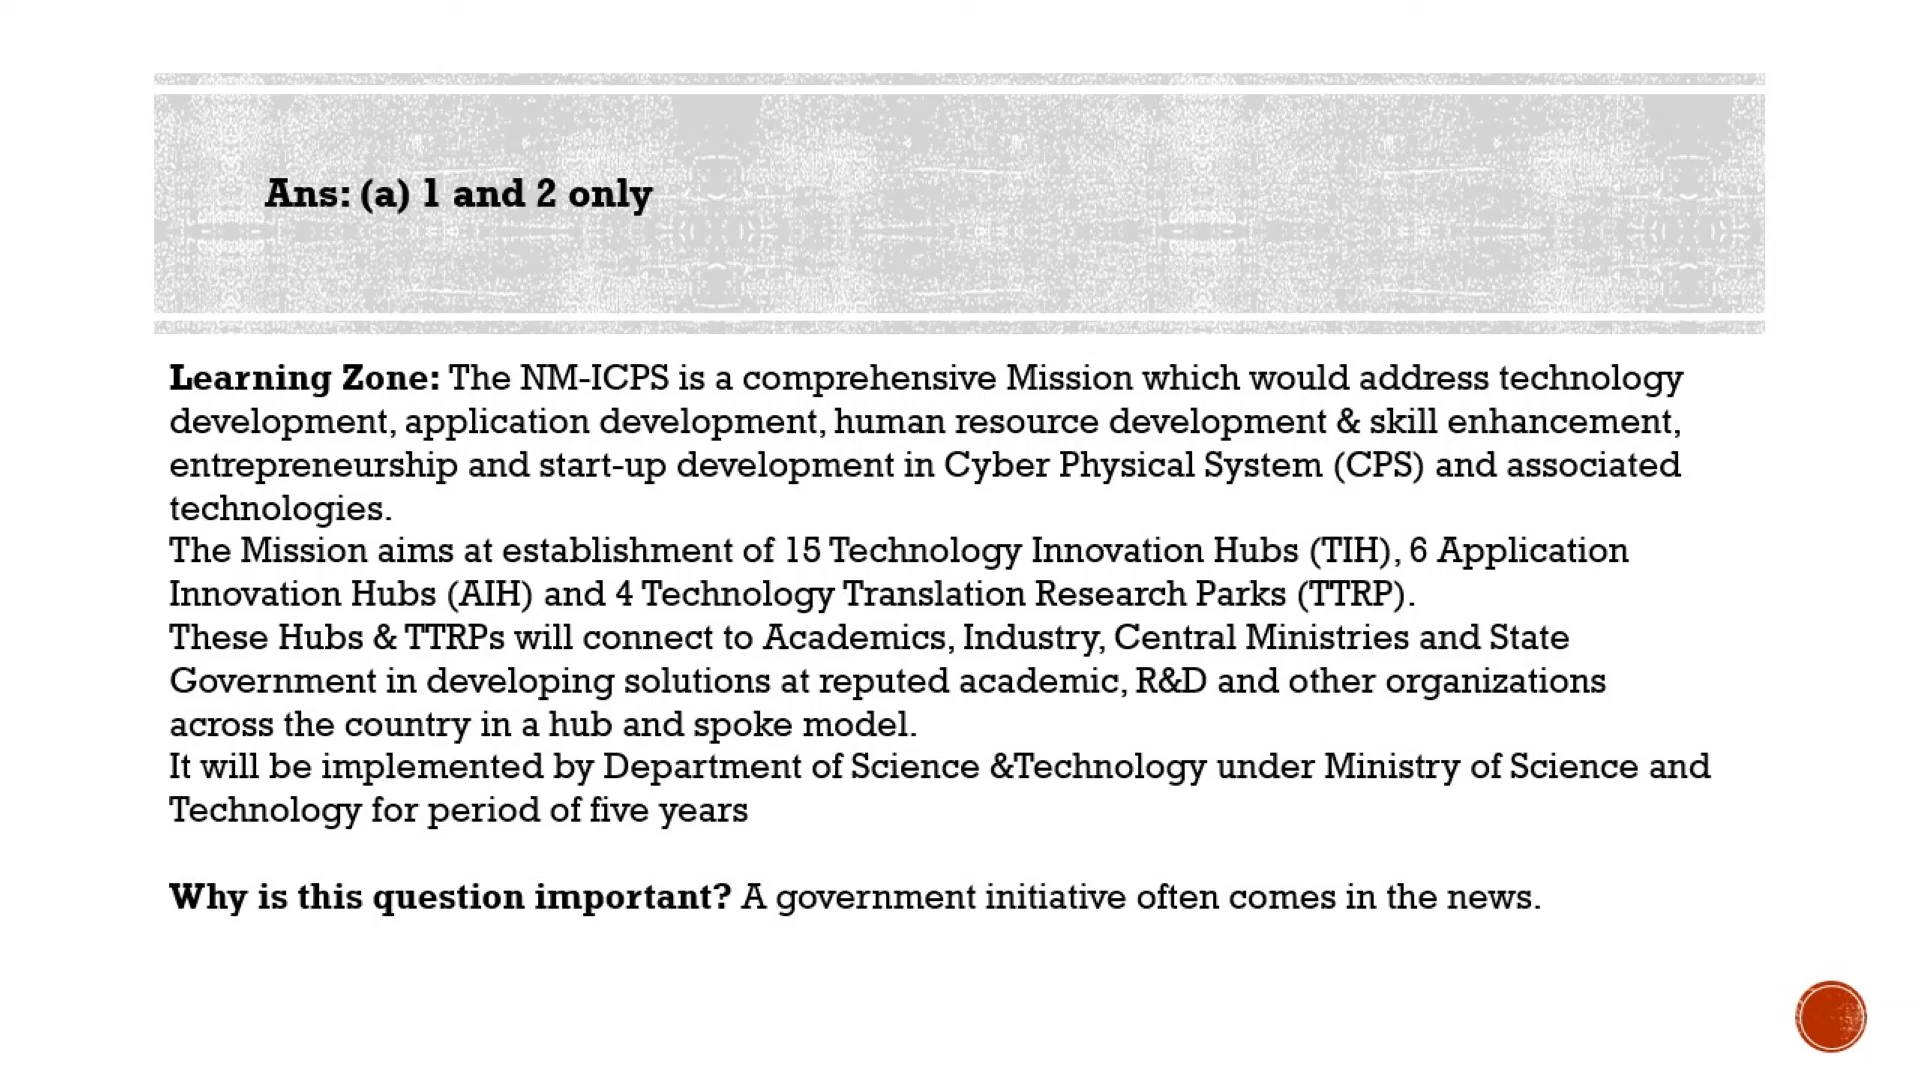 Ans: (a) 1 and 2 only
Learning Zone: The NM-ICPS is a comprehensive Mission which would address technology
development, application development, human resource development & skill enhancement,
entrepreneurship and start-up development in Cyber Physical System (CPS) and associated
technologies.
The Mission aims at establishment of 15 Technology Innovation Hubs (TIH), 6 Application
Innovation Hubs (AIH) and 4 Technology Translation Research Parks (TTRP).
These Hubs & TTRPs will connect to Academics, Industry, Central Ministries and State
Government in developing solutions at reputed academic, R&D and other organizations
across the country in a hub and spoke model.
It will be implemented by Department of Science &Technology under Ministry of Science and
Technology for period of five years
Why is this question important? A government initiative often comes in the news.